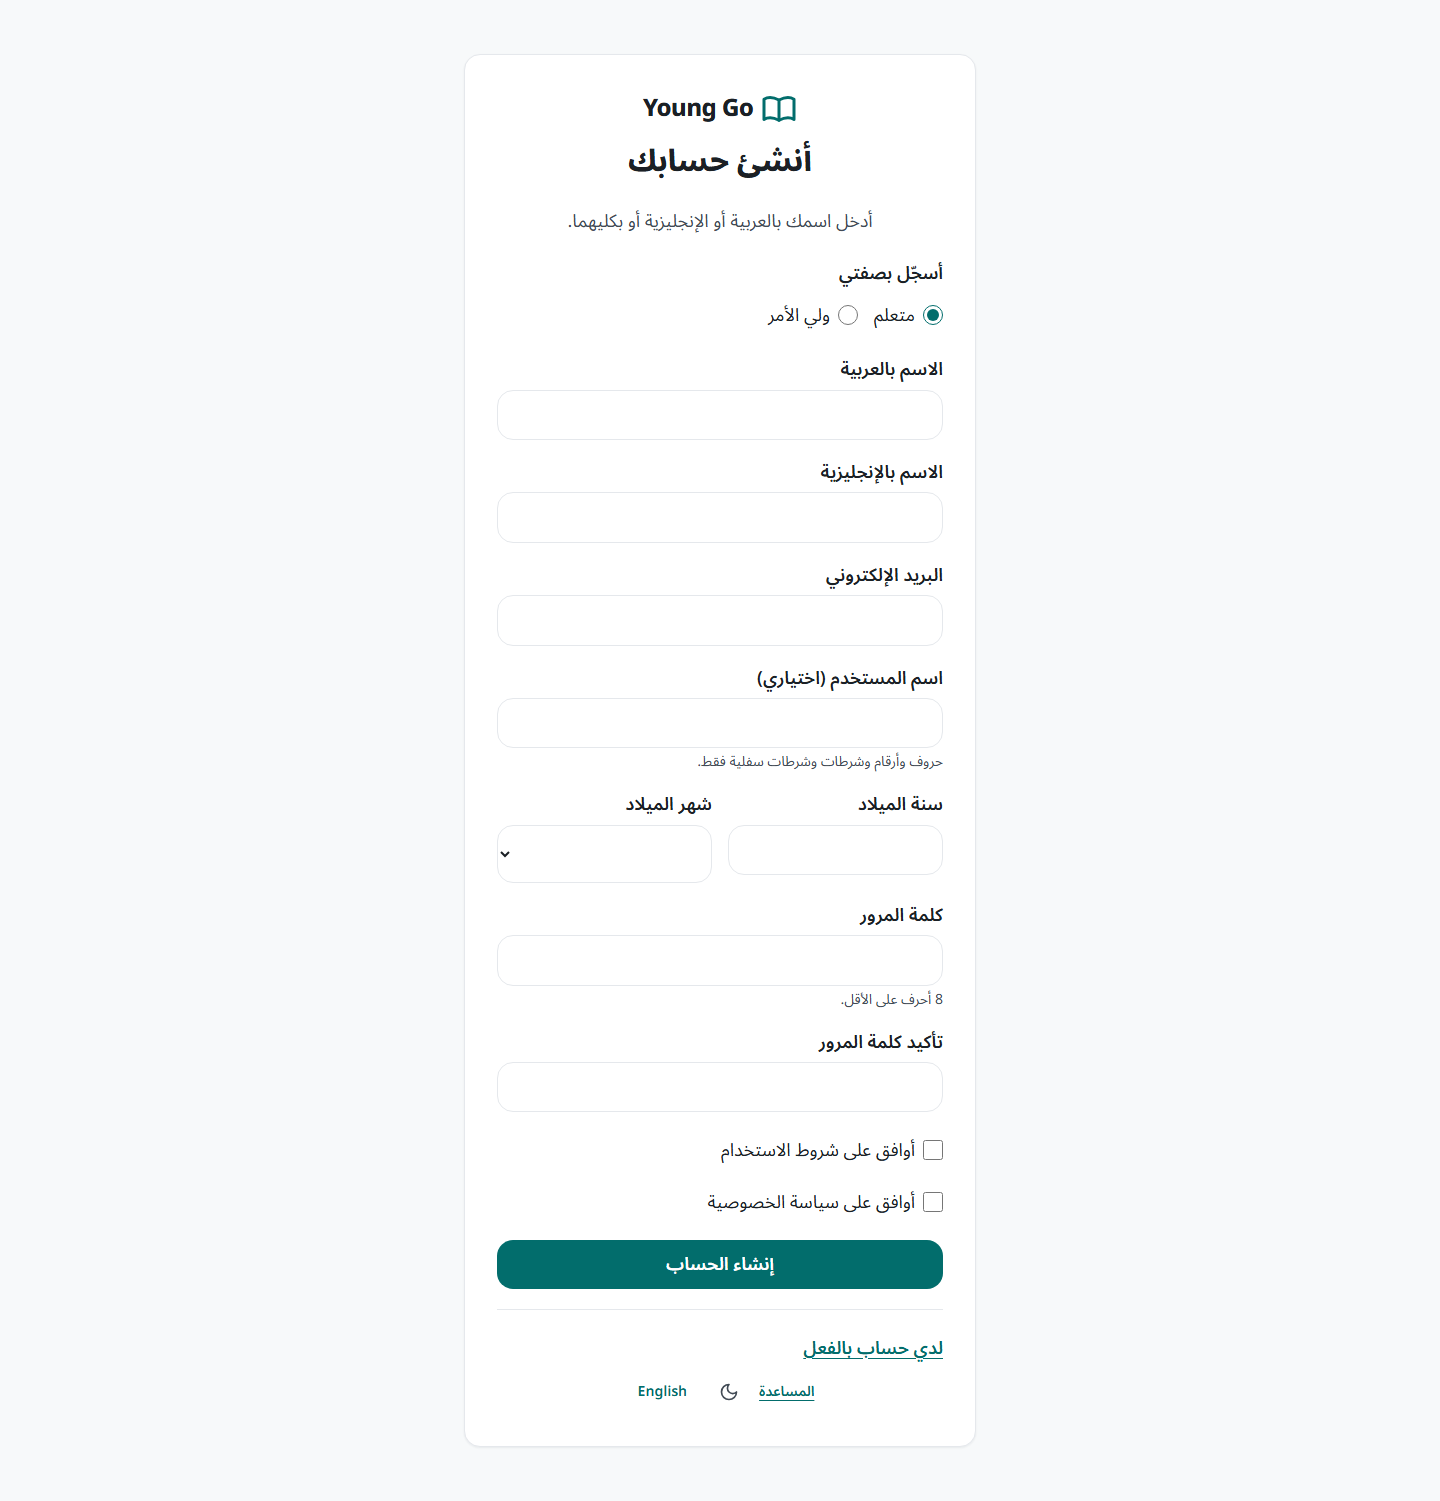 Young Go
أنشئ حسابك
أدخل اسمك بالعربية أو الإنجليزية أو بكليهما.
أسجّل بصفتي
متعلم ولي الأمر
الاسم بالعربية
الاسم بالإنجليزية
البريد الإلكتروني
اسم المستخدم (اختياري)
حروف وأرقام وشرطات وشرطات سفلية فقط.
سنة الميلاد شهر الميلاد
كلمة المرور
8 أحرف على الأقل.
تأكيد كلمة المرور
أوافق على شروط الاستخدام
أوافق على سياسة الخصوصية
إنشاء الحساب
لدي حساب بالفعل
المساعدة English